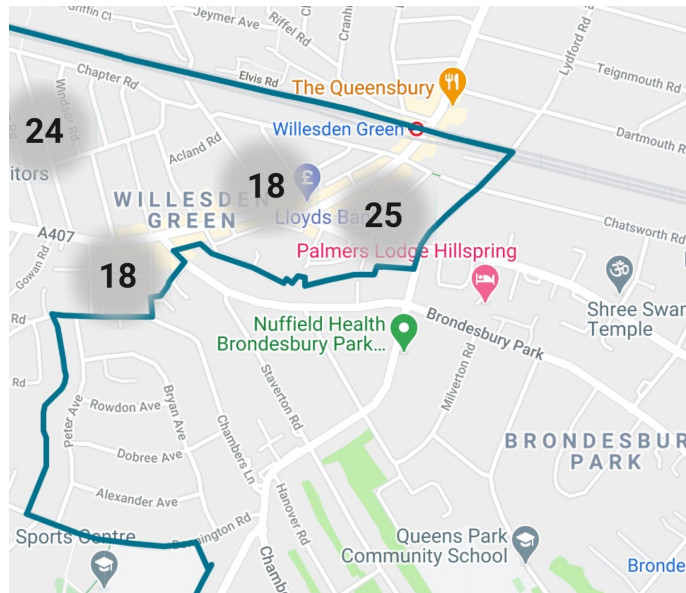 Griffin Cl
Jeymer Ave
Riffel Rd
Cranh
Lydford Rd
Chapter Rd
Elvis Rd
The Queensbury
Teignmouth Rd
Windsor Rd
24
Willesden Green
Dartmouth R
Acland Rd
itors
18
£
WILLESDEN
GREEN
Lloyds Ban
25
Chatsworth Rd
A407
Palmers Lodge Hillspring
Gowan Rd
18
Shree Swar
Temple
Rd
Nuffield Health
Brondesbury Park...
Brondesbury Park
Rd
Staverton Rd
Milverton Rd
Rowdon Ave
Bryan Ave
Peter Ave
Chambers Ln
BRONDESBUR
PARK
Dobree Ave
Alexander Ave
Hanover Rd
Sports Centre
Donnington Rd
Queens Park
Community School
Chamb
Bronde